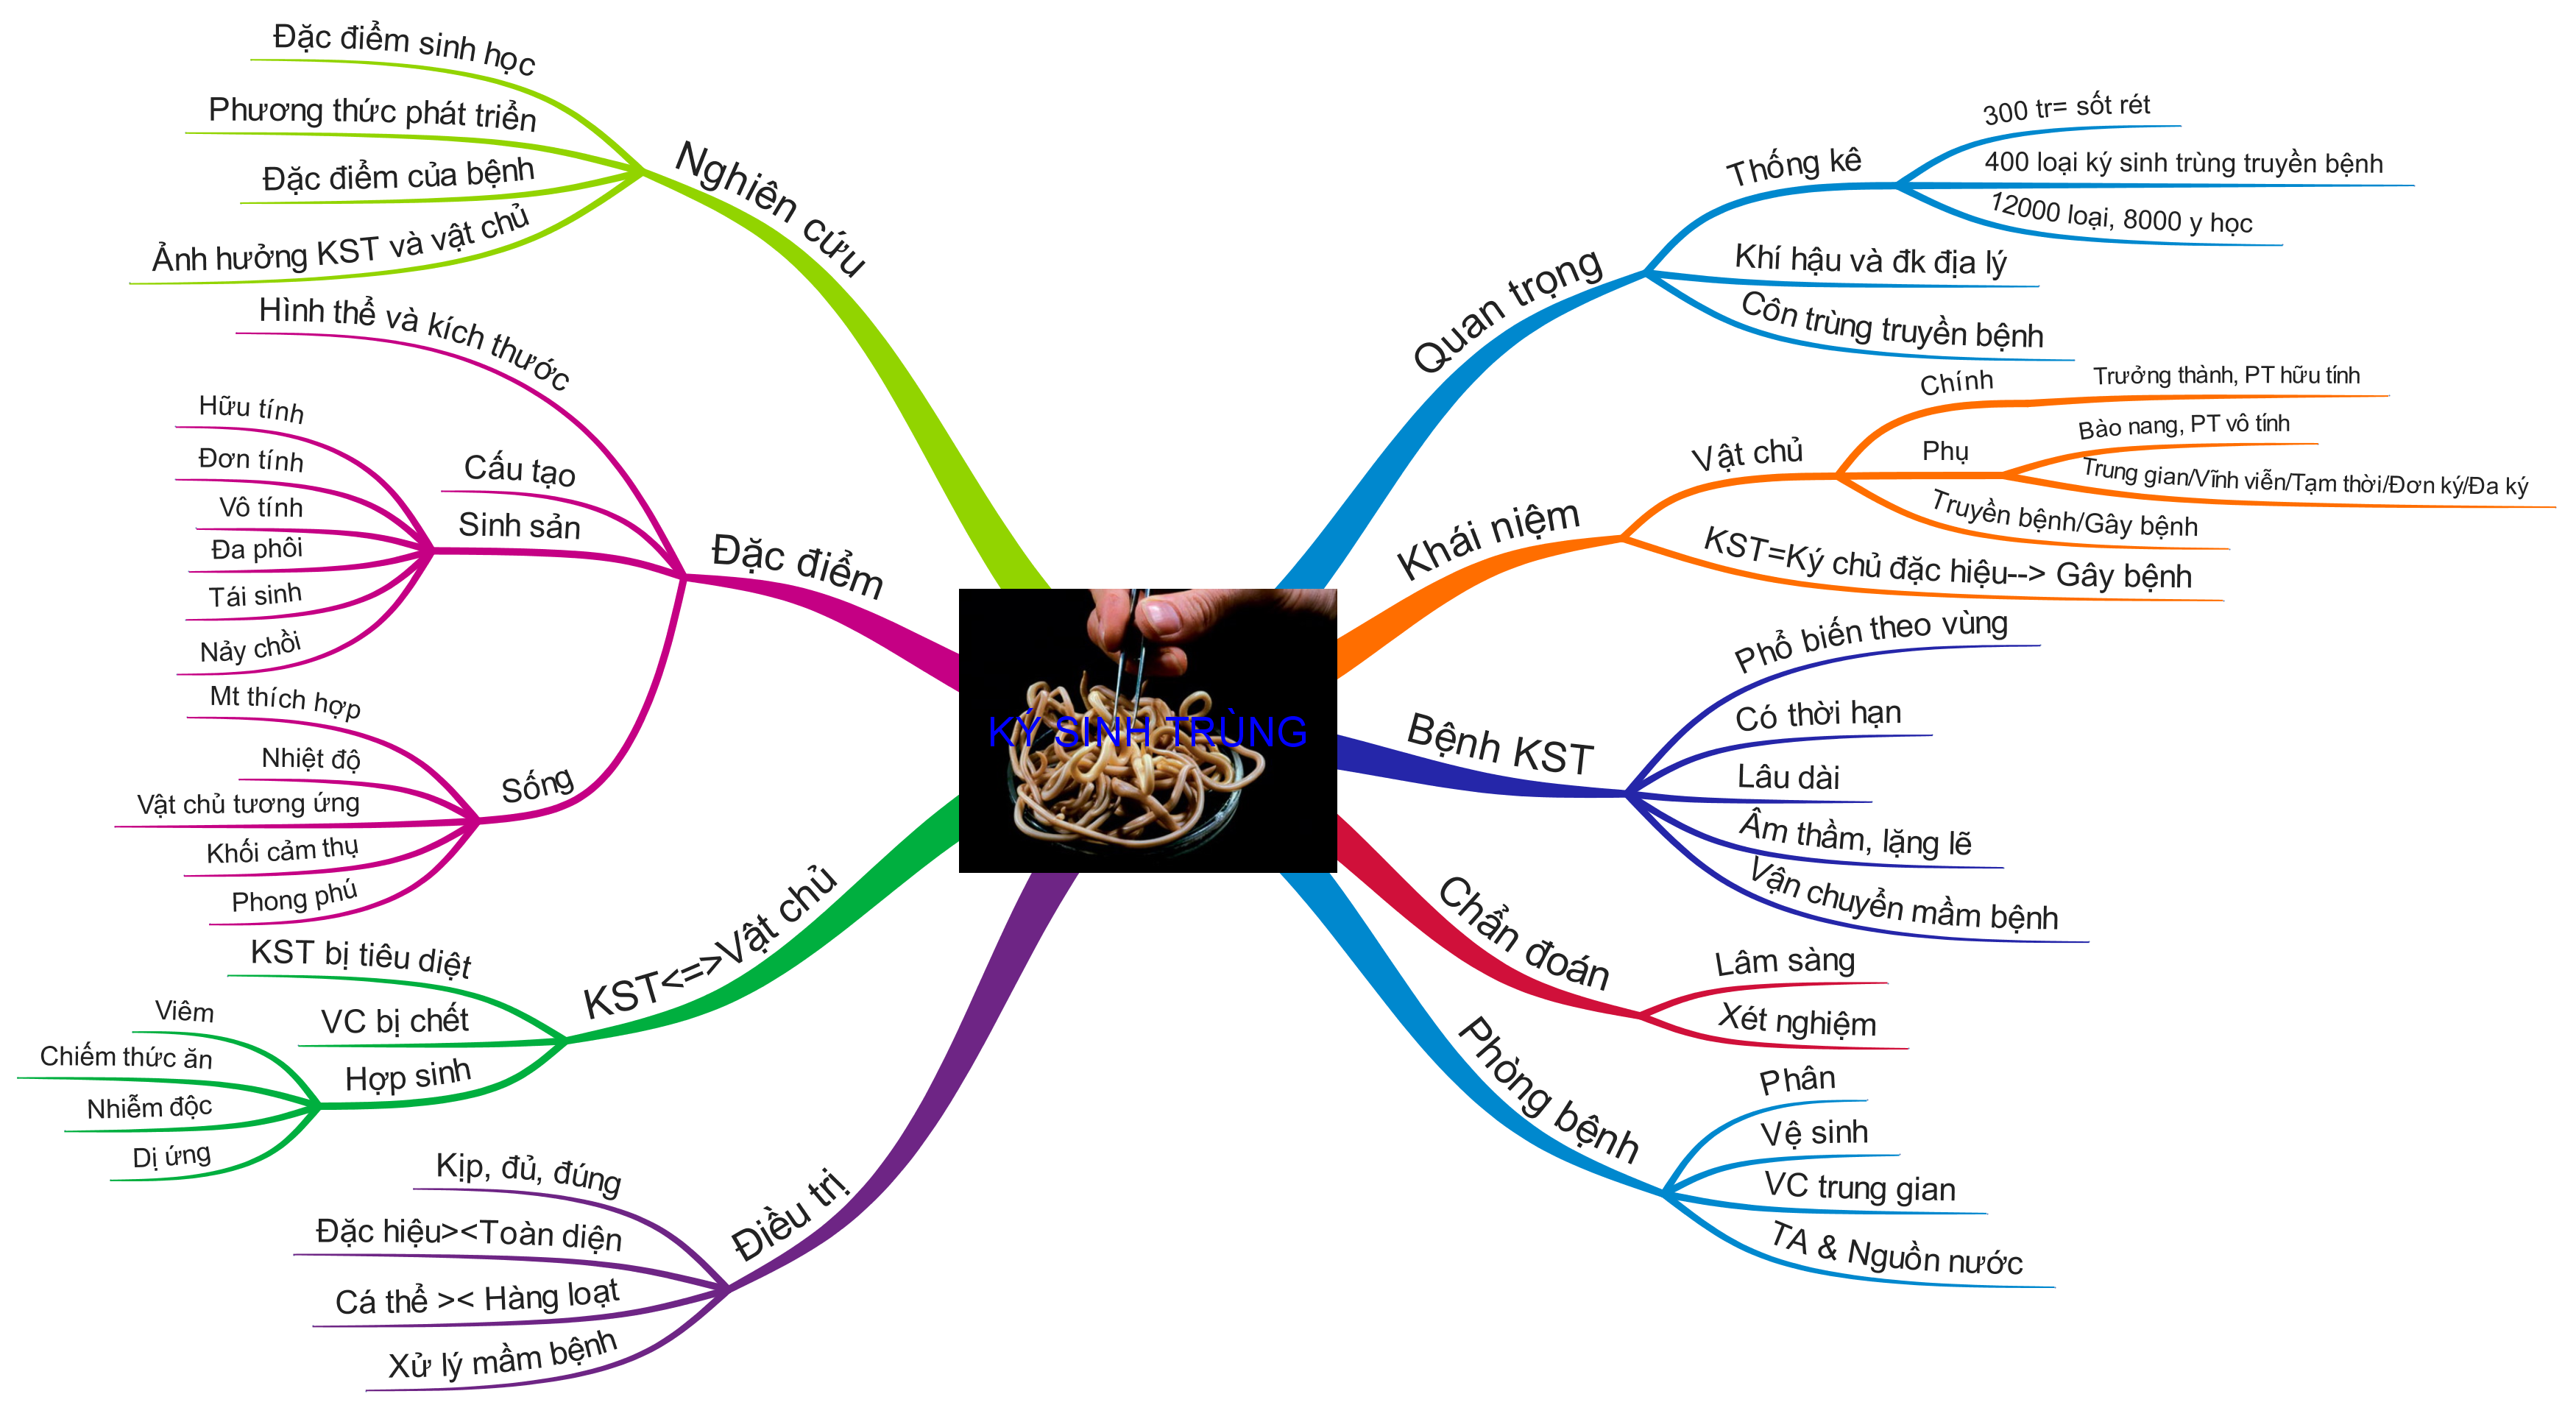 KÝ SINH TRÙNG
Quan trọng
Thống kê
300 tr= sốt rét
400 loại ký sinh trùng truyền bệnh
12000 loại, 8000 y học
Khí hậu và đk địa lý
Côn trùng truyền bệnh
Khái niệm
Vật chủ
Chính
Trưởng thành, PT hữu tính
Phụ
Bào nang, PT vô tính
Trung gian/Vĩnh viễn/Tạm thời/Đơn ký/Đa ký
Truyền bệnh/Gây bệnh
KST=Ký chủ đặc hiệu--> Gây bệnh
Bệnh KST
Phổ biến theo vùng
Có thời hạn
Lâu dài
Âm thầm, lặng lẽ
Vận chuyển mầm bệnh
Chẩn đoán
Lâm sàng
Xét nghiệm
Phòng bệnh
Phân
Vệ sinh
VC trung gian
TA & Nguồn nước
Nghiên cứu
Đặc điểm sinh học
Phương thức phát triển
Đặc điểm của bệnh
Ảnh hưởng KST và vật chủ
Đặc điểm
Hình thể và kích thước
Cấu tạo
Sinh sản
Hữu tính
Đơn tính
Vô tính
Đa phôi
Tái sinh
Nảy chồi
Sống
Mt thích hợp
Nhiệt độ
Vật chủ tương ứng
Khối cảm thụ
Phong phú
KST<=>Vật chủ
KST bị tiêu diệt
VC bị chết
Hợp sinh
Viêm
Chiếm thức ăn
Nhiễm độc
Dị ứng
Điều trị
Kịp, đủ, đúng
Đặc hiệu><Toàn diện
Cá thể >< Hàng loạt
Xử lý mầm bệnh